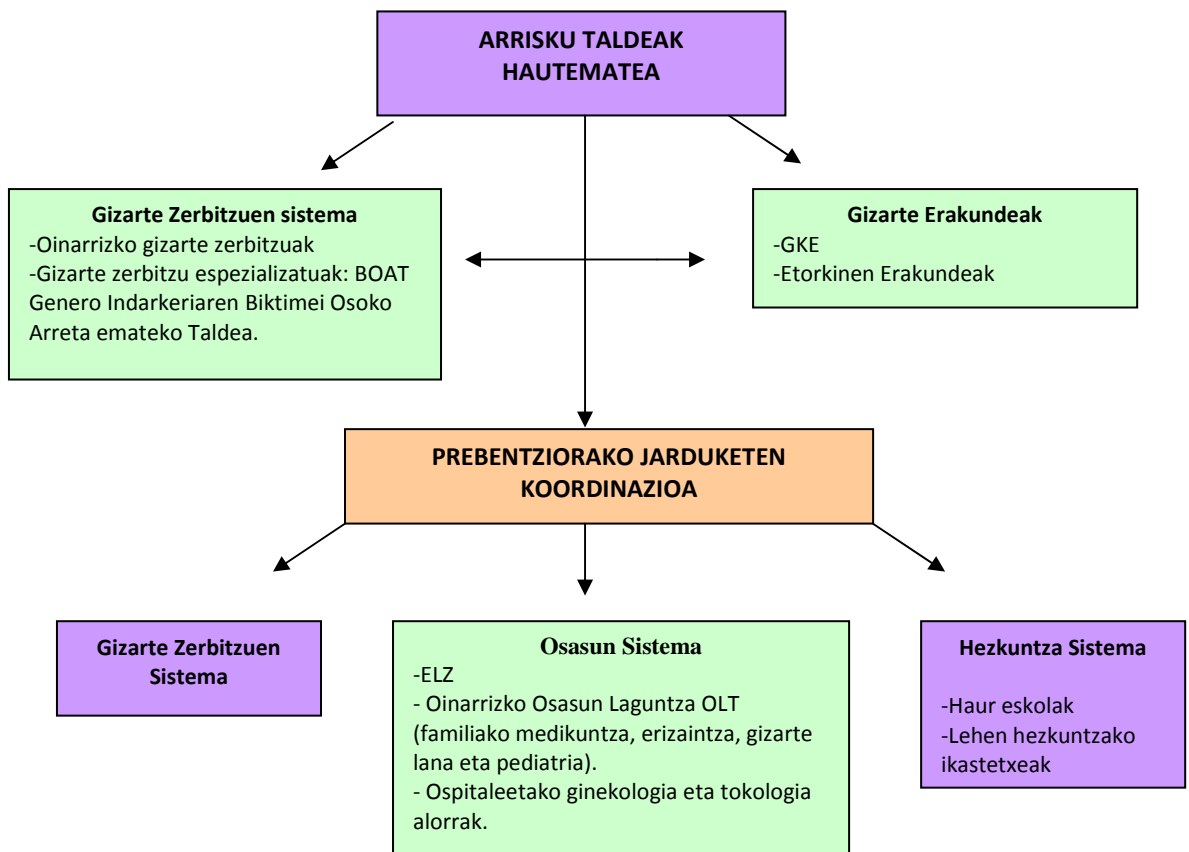 ARRISKU TALDEAK
HAUTEMATEA
Gizarte Zerbitzuen sistema
-Oinarrizko gizarte zerbitzuak
-Gizarte zerbitzu espezializatuak: BOAT
Genero Indarkeriaren Biktimei Osoko
Arreta emateko Taldea.
Gizarte Erakundeak
-GKE
-Etorkinen Erakundeak
PREBENTZIORAKO JARDUKETEN
KOORDINAZIOA
Gizarte Zerbitzuen
Sistema
Osasun Sistema
-ELZ
- Oinarrizko Osasun Laguntza OLT
(familiako medikuntza, erizaintza, gizarte
lana eta pediatria).
- Ospitaleetako ginekologia eta tokologia
alorrak.
Hezkuntza Sistema
-Haur eskolak
-Lehen hezkuntzako
ikastetxeak